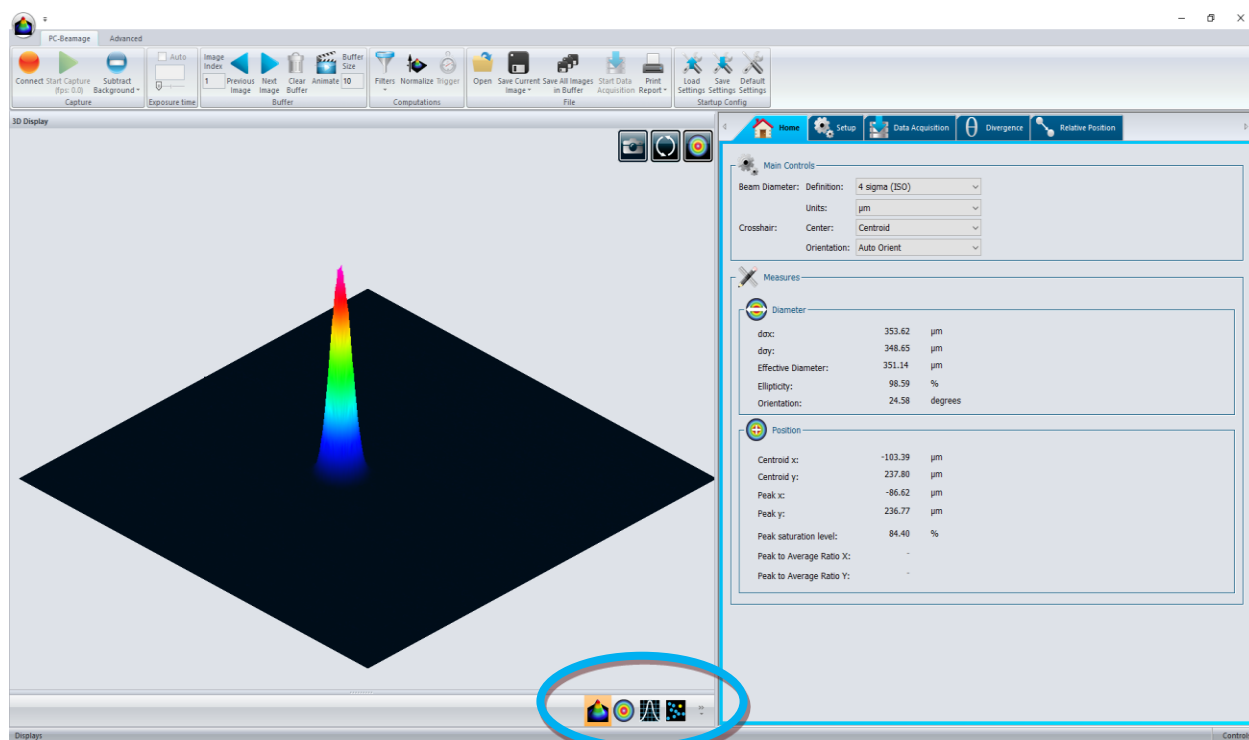 PC-Beamage Advanced
Connect Start Capture (fps: 0.0) Subtract Background
Capture
Auto
Exposure time
Image Index 1 Previous Image Next Image Clear Buffer Animate Buffer Size 10
Buffer
Filters Normalize Trigger
Computations
Open Save Current Image Save All Images in Buffer Start Data Acquisition Print Report
File
Load Settings Save Settings Default Settings
Startup Config
3D Display
Home Setup Data Acquisition Divergence Relative Position
Main Controls
Beam Diameter: Definition: 4 sigma (ISO)
Units: µm
Crosshair: Center: Centroid
Orientation: Auto Orient
Measures
Diameter
dσx: 353.62 µm
dσy: 348.65 µm
Effective Diameter: 351.14 µm
Ellipticity: 98.59 %
Orientation: 24.58 degrees
Position
Centroid x: -103.39 µm
Centroid y: 237.80 µm
Peak x: -86.62 µm
Peak y: 236.77 µm
Peak saturation level: 84.40 %
Peak to Average Ratio X: -
Peak to Average Ratio Y: -
Displays
Control